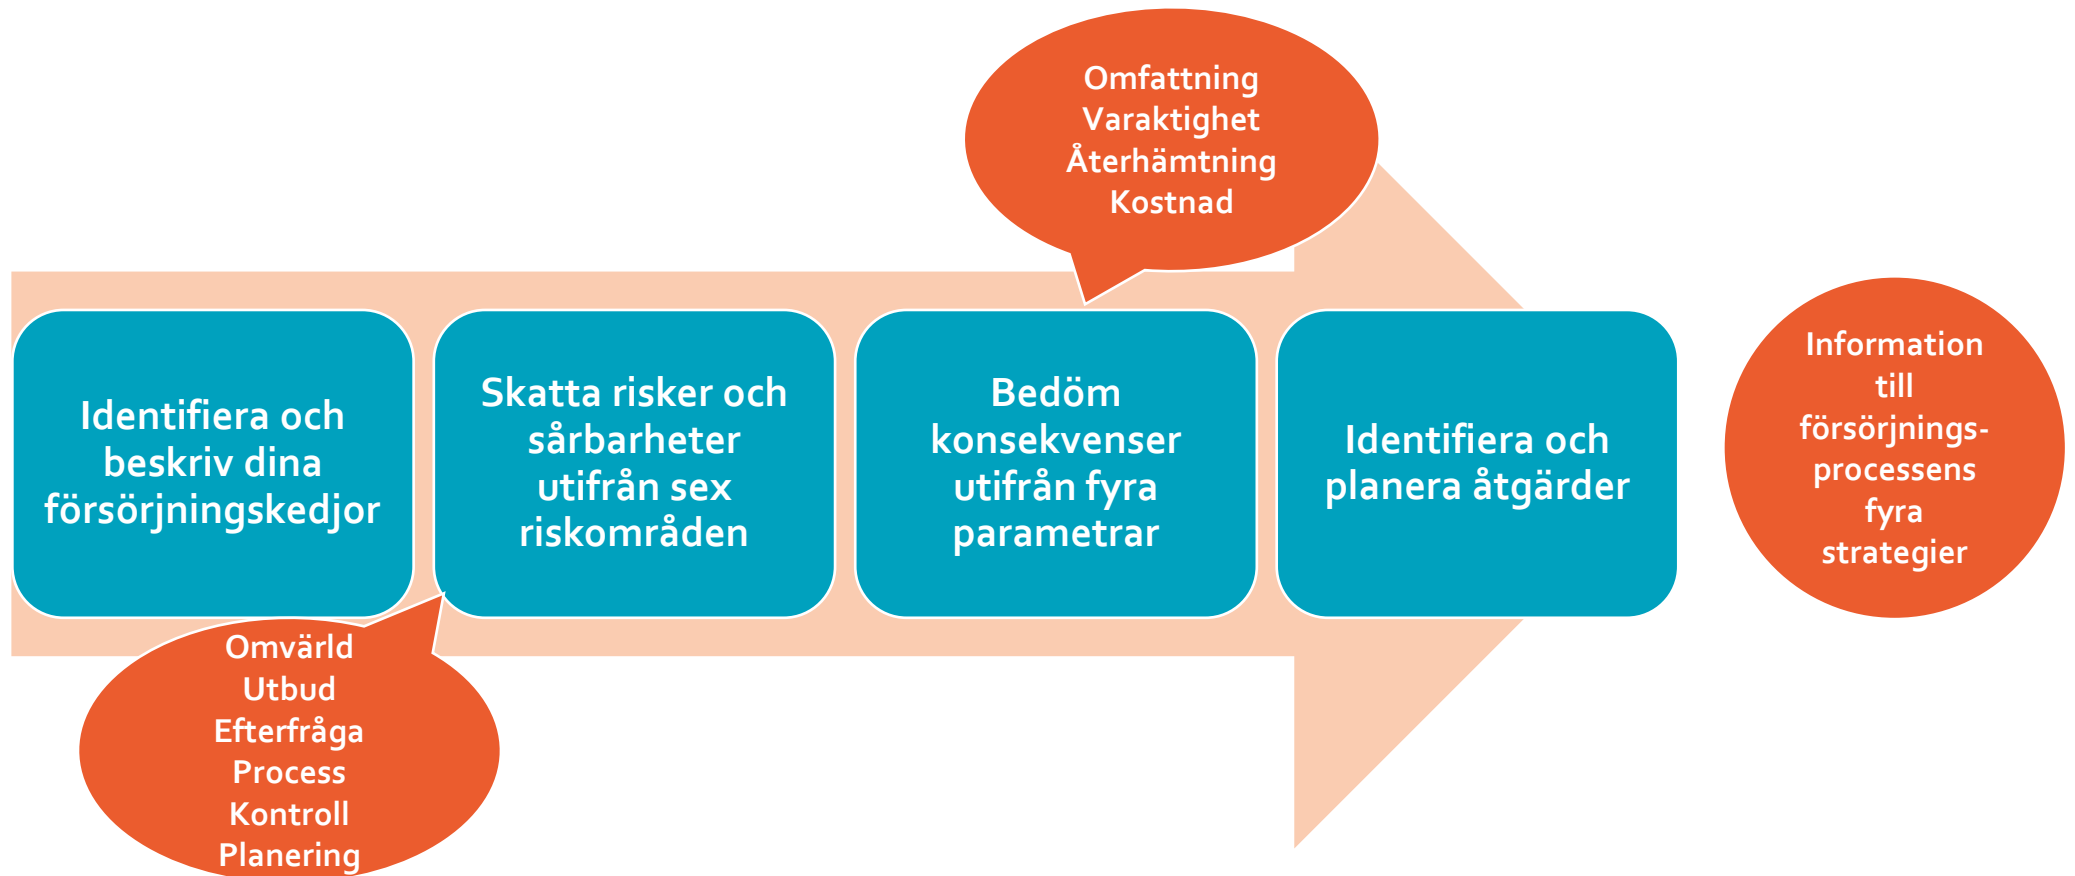 Omfattning
Varaktighet
Återhämtning
Kostnad
Identifiera och
beskriv dina
försörjningskedjor
Skatta risker och
sårbarheter
utifrån sex
riskområden
Bedöm
konsekvenser
utifrån fyra
parametrar
Identifiera och
planera åtgärder
Information
till
försörjnings-
processens
fyra
strategier
Omvärld
Utbud
Efterfråga
Process
Kontroll
Planering